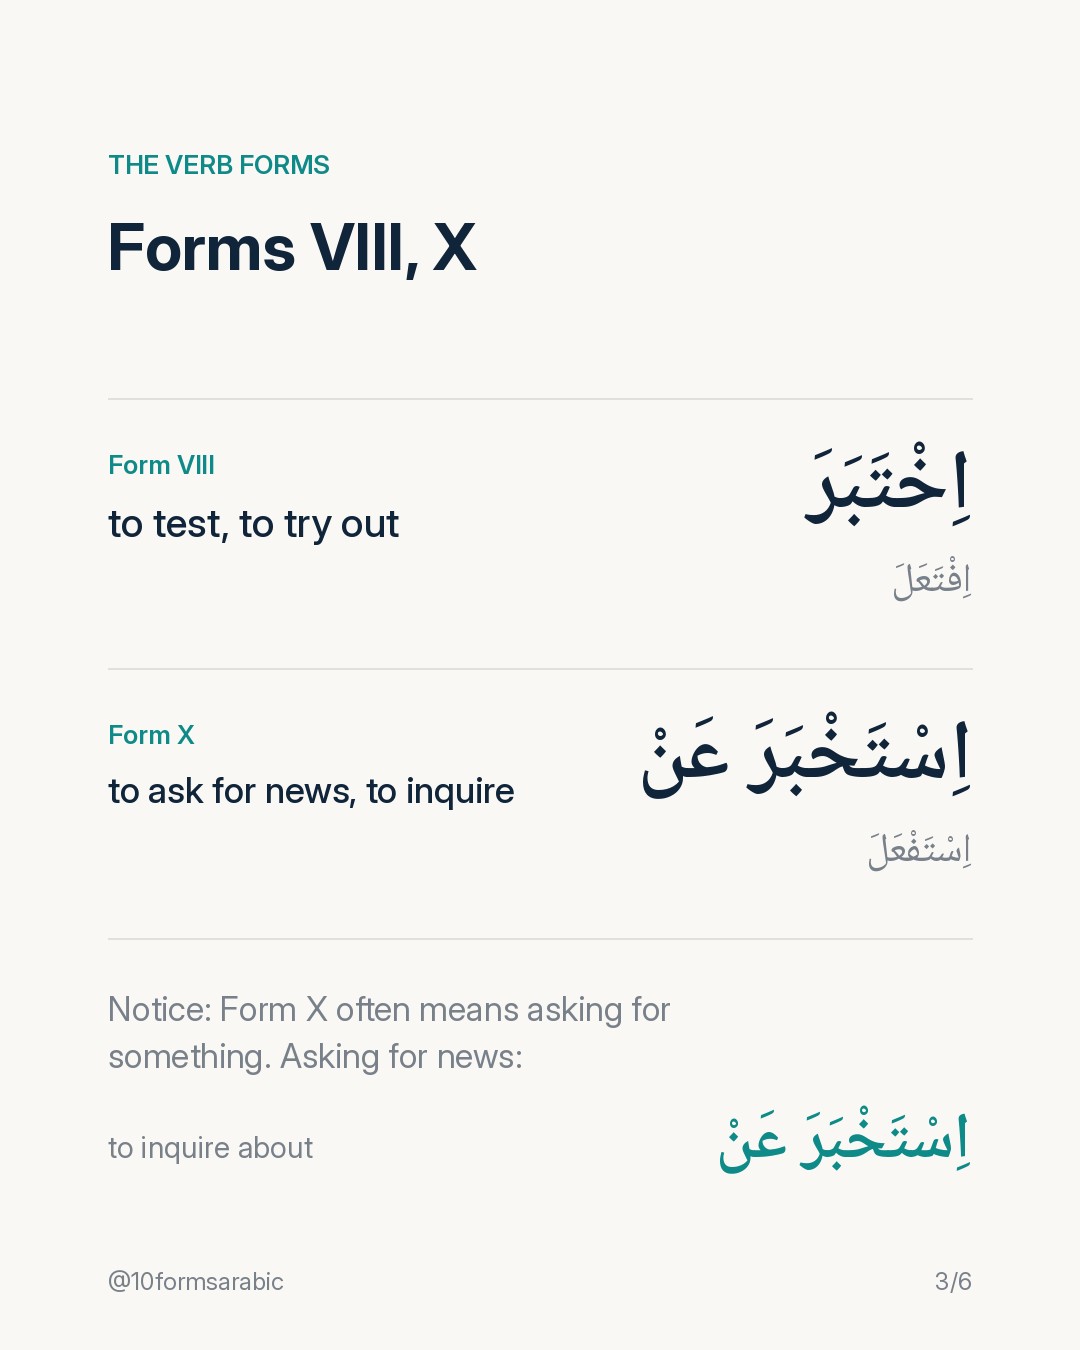 THE VERB FORMS
Forms VIII, X
Form VIII
to test, to try out
اِخْتَبَرَ
اِفْتَعَلَ
Form X
to ask for news, to inquire
اِسْتَخْبَرَ عَنْ
اِسْتَفْعَلَ
Notice: Form X often means asking for
something. Asking for news:
to inquire about
اِسْتَخْبَرَ عَنْ
@10formsarabic
3/6